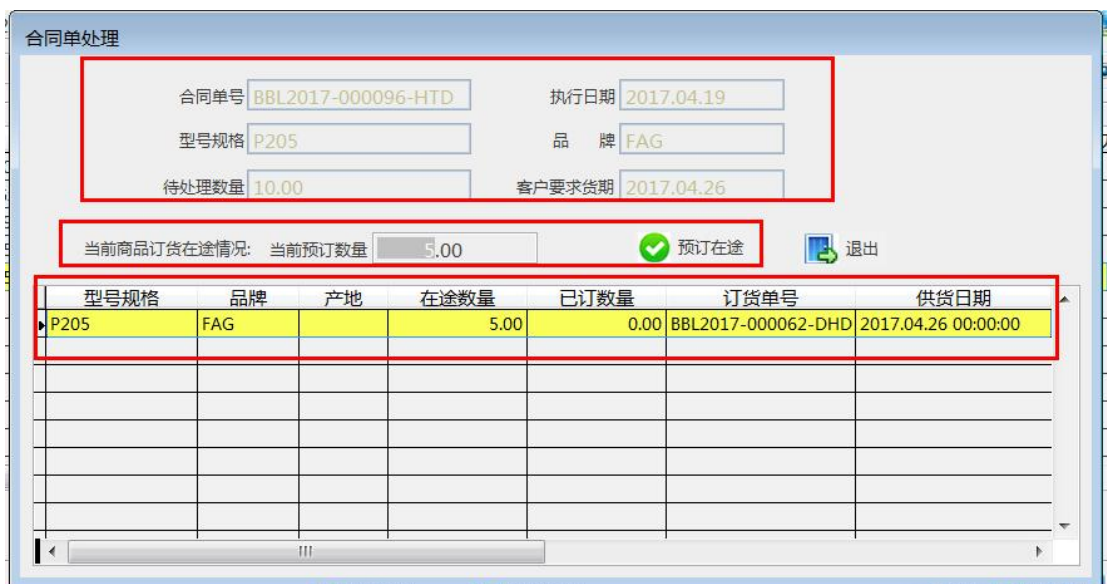 合同单处理
合同单号 BBL2017-000096-HTD 执行日期 2017.04.19
型号规格 P205 品 牌 FAG
待处理数量 10.00 客户要求货期 2017.04.26
当前商品订货在途情况: 当前预订数量 5.00 预订在途 退出
型号规格 品牌 产地 在途数量 已订数量 订货单号 供货日期
P205 FAG 5.00 0.00 BBL2017-000062-DHD 2017.04.26 00:00:00